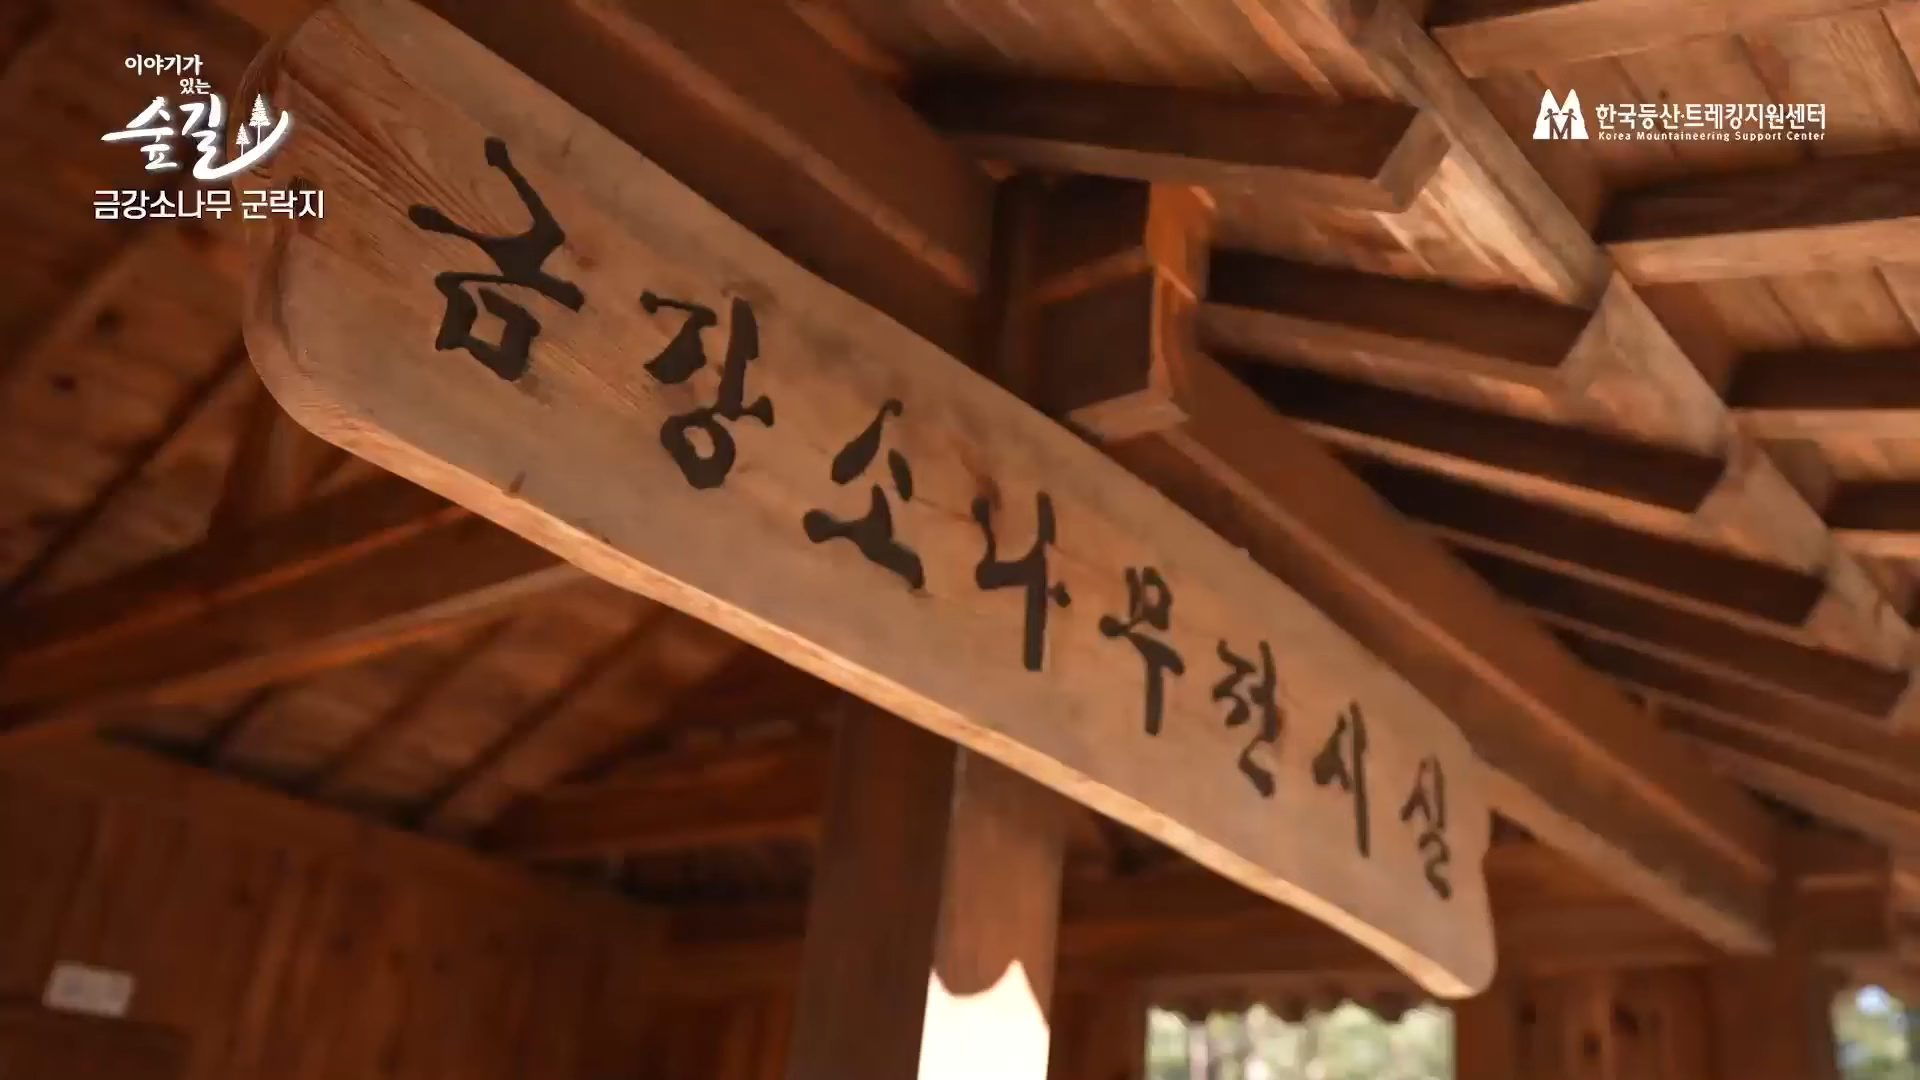 이야기가
있는
숲길
금강소나무 군락지
한국등산·트레킹지원센터
Korea Mountaineering Support Center
금강소나무현시실